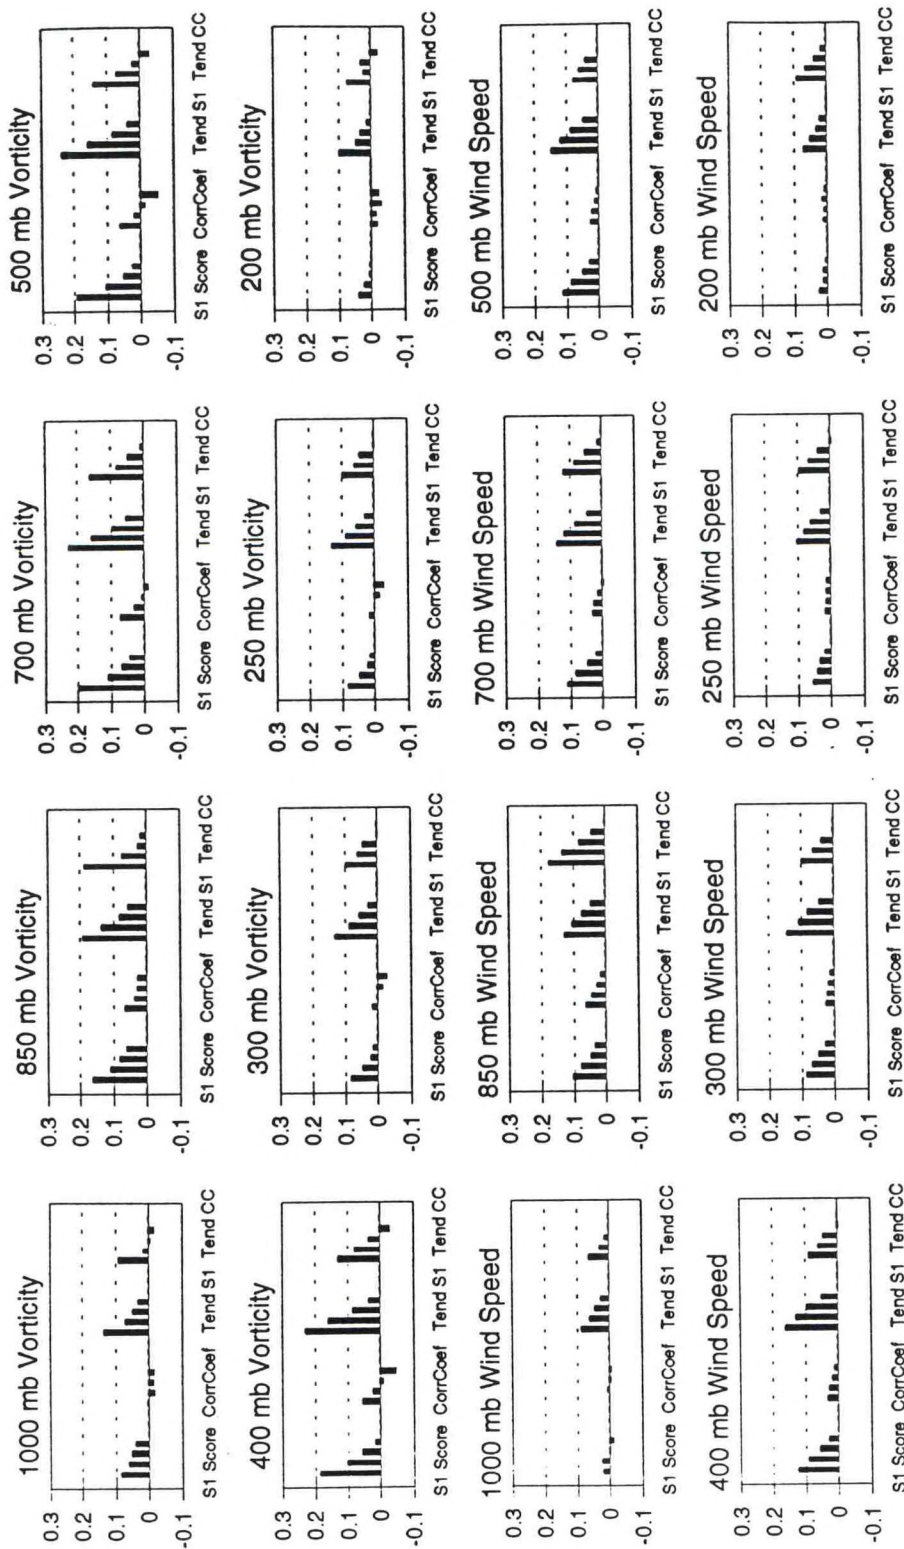 1000 mb Vorticity
0.3
0.2
0.1
0
-0.1
S1 Score CorrCoef Tend S1 Tend CC
850 mb Vorticity
0.3
0.2
0.1
0
-0.1
S1 Score CorrCoef Tend S1 Tend CC
700 mb Vorticity
0.3
0.2
0.1
0
-0.1
S1 Score CorrCoef Tend S1 Tend CC
500 mb Vorticity
0.3
0.2
0.1
0
-0.1
S1 Score CorrCoef Tend S1 Tend CC
400 mb Vorticity
0.3
0.2
0.1
0
-0.1
S1 Score CorrCoef Tend S1 Tend CC
300 mb Vorticity
0.3
0.2
0.1
0
-0.1
S1 Score CorrCoef Tend S1 Tend CC
250 mb Vorticity
0.3
0.2
0.1
0
-0.1
S1 Score CorrCoef Tend S1 Tend CC
200 mb Vorticity
0.3
0.2
0.1
0
-0.1
S1 Score CorrCoef Tend S1 Tend CC
1000 mb Wind Speed
0.3
0.2
0.1
0
-0.1
S1 Score CorrCoef Tend S1 Tend CC
850 mb Wind Speed
0.3
0.2
0.1
0
-0.1
S1 Score CorrCoef Tend S1 Tend CC
700 mb Wind Speed
0.3
0.2
0.1
0
-0.1
S1 Score CorrCoef Tend S1 Tend CC
500 mb Wind Speed
0.3
0.2
0.1
0
-0.1
S1 Score CorrCoef Tend S1 Tend CC
400 mb Wind Speed
0.3
0.2
0.1
0
-0.1
S1 Score CorrCoef Tend S1 Tend CC
300 mb Wind Speed
0.3
0.2
0.1
0
-0.1
S1 Score CorrCoef Tend S1 Tend CC
250 mb Wind Speed
0.3
0.2
0.1
0
-0.1
S1 Score CorrCoef Tend S1 Tend CC
200 mb Wind Speed
0.3
0.2
0.1
0
-0.1
S1 Score CorrCoef Tend S1 Tend CC